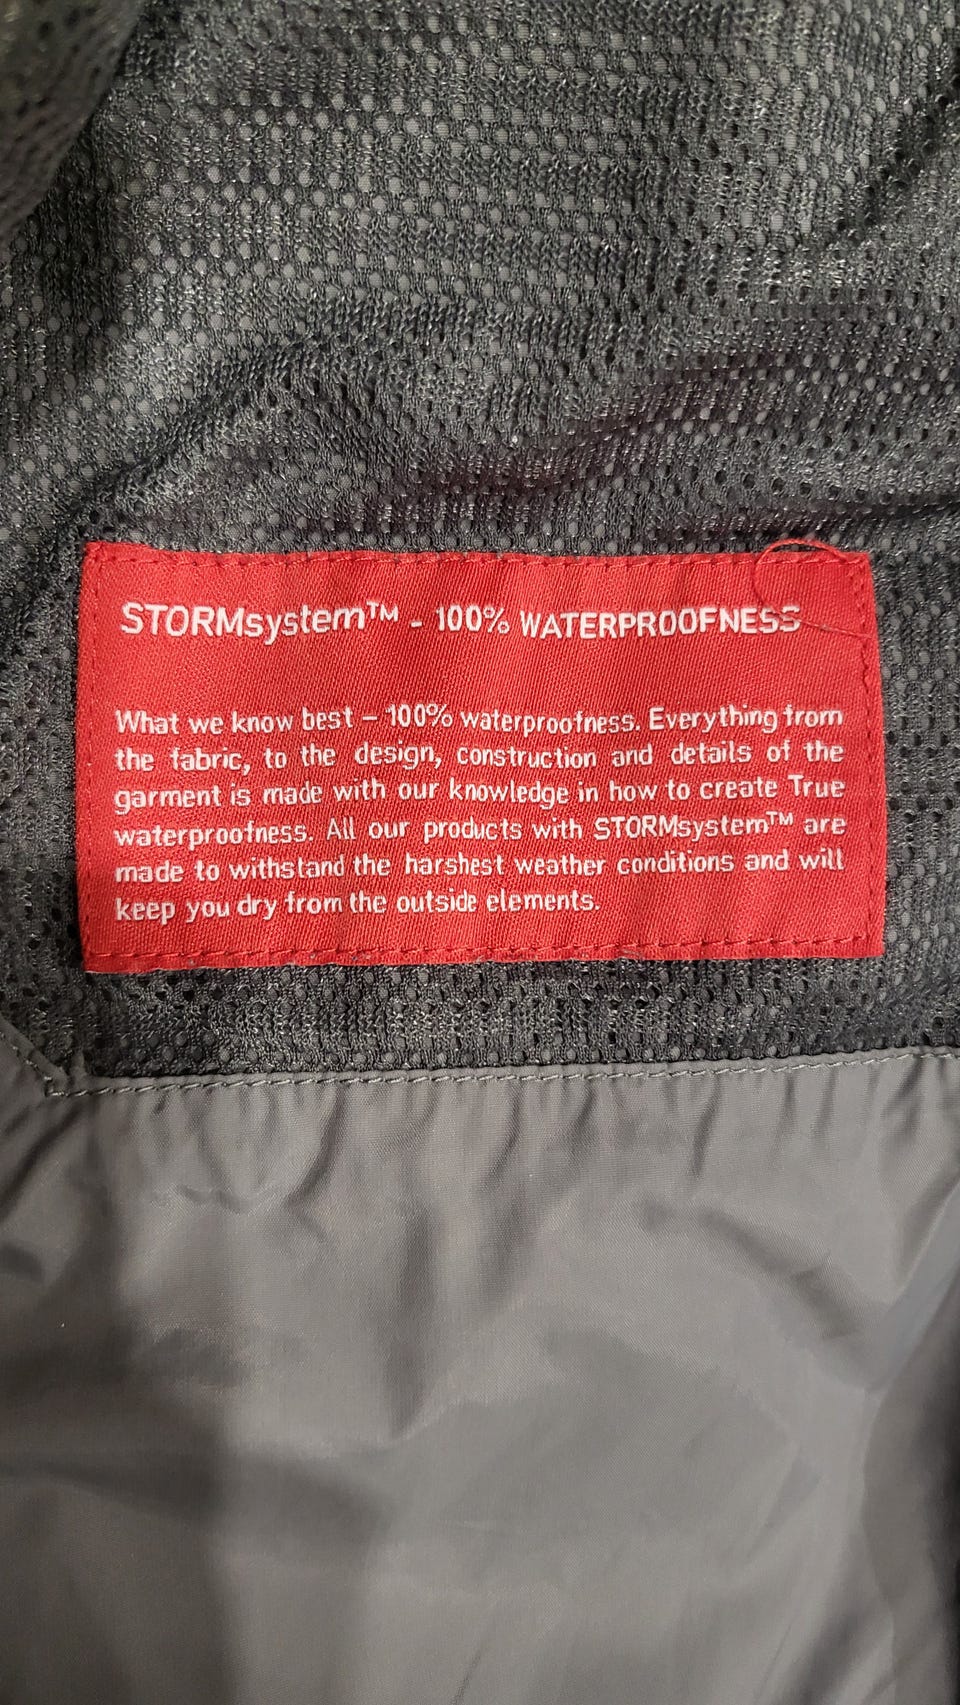 STORMsystem™ - 100% WATERPROOFNESS
What we know best – 100% waterproofness. Everything from
the fabric, to the design, construction and details of the
garment is made with our knowledge in how to create True
waterproofness. All our products with STORMsystem™ are
made to withstand the harshest weather conditions and will
keep you dry from the outside elements.